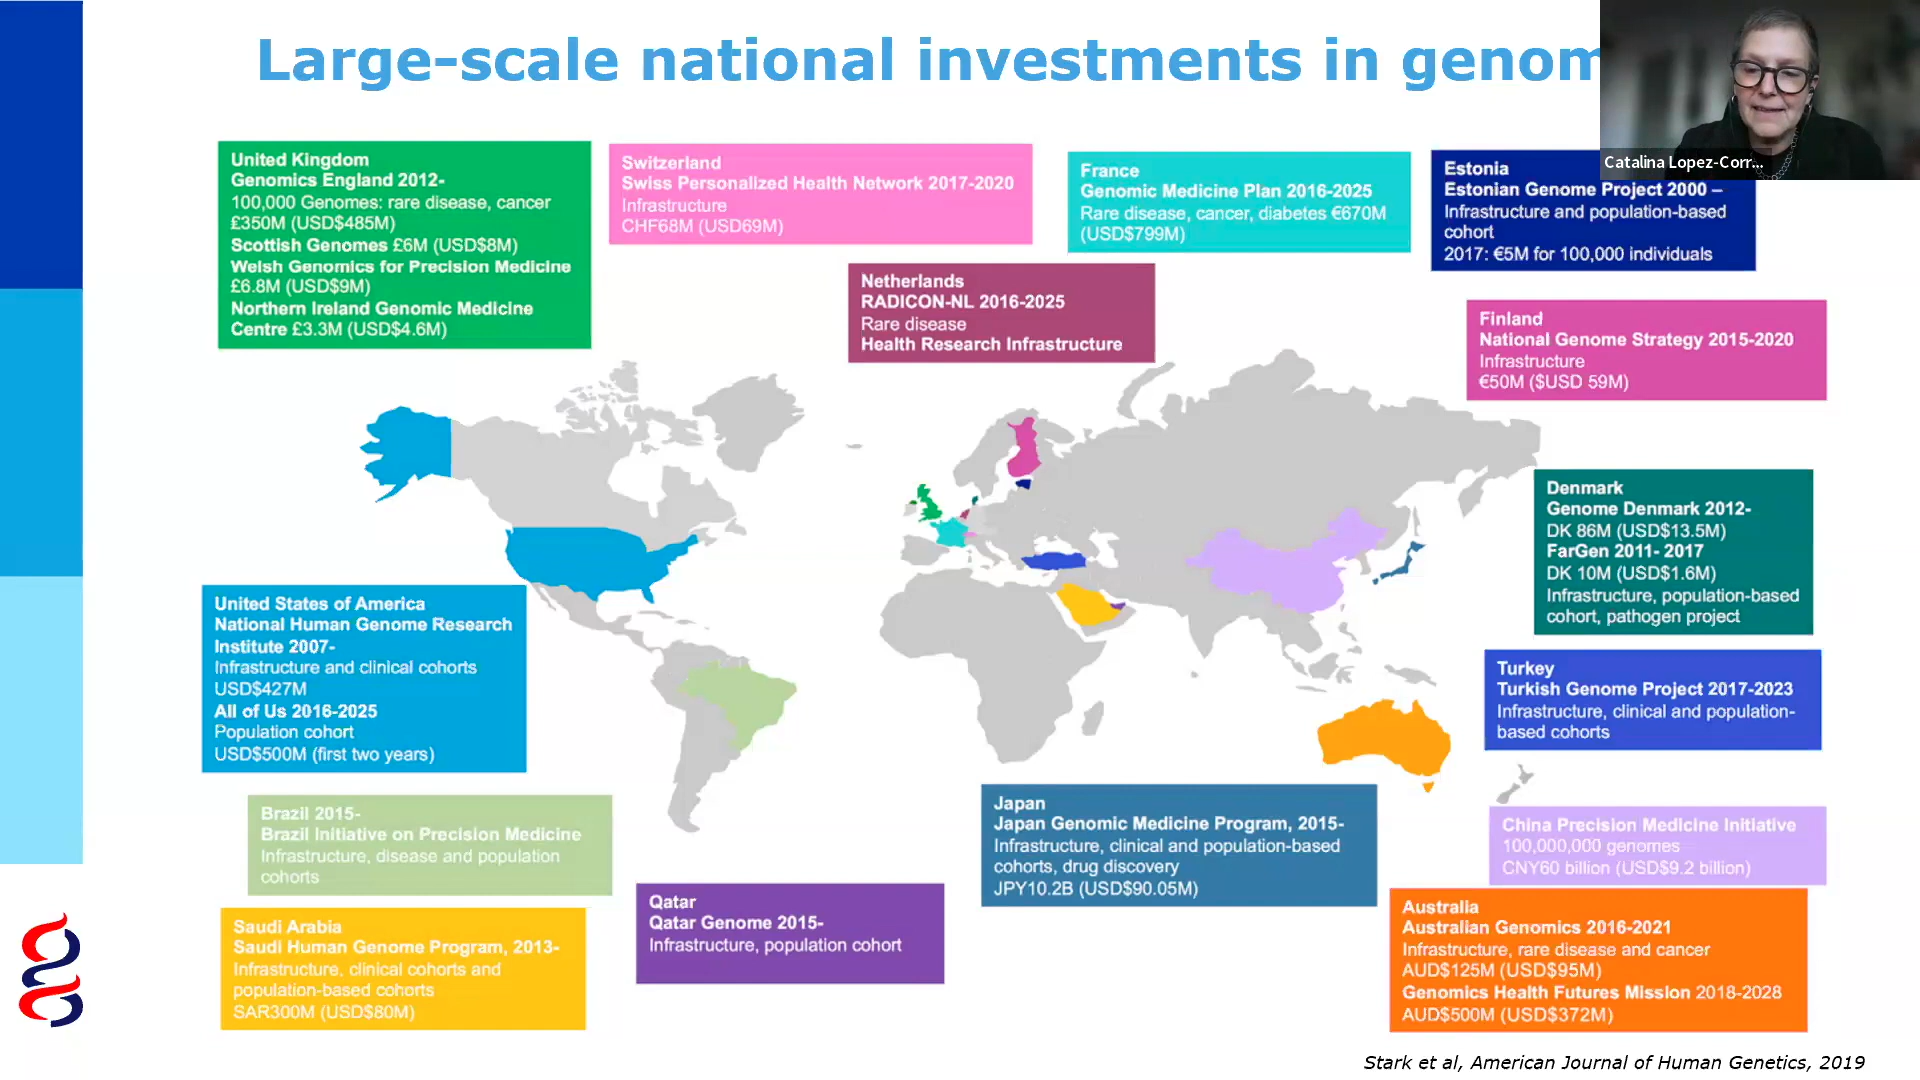 Large-scale national investments in genom
Catalina Lopez-Corr...
United Kingdom
Genomics England 2012-
100,000 Genomes: rare disease, cancer
£350M (USD$485M)
Scottish Genomes £6M (USD$8M)
Welsh Genomics for Precision Medicine
£6.8M (USD$9M)
Northern Ireland Genomic Medicine
Centre £3.3M (USD$4.6M)
Switzerland
Swiss Personalized Health Network 2017-2020
Infrastructure
CHF68M (USD69M)
France
Genomic Medicine Plan 2016-2025
Rare disease, cancer, diabetes €670M
(USD$799M)
Estonia
Estonian Genome Project 2000 –
Infrastructure and population-based
cohort
2017: €5M for 100,000 individuals
Netherlands
RADICON-NL 2016-2025
Rare disease
Health Research Infrastructure
Finland
National Genome Strategy 2015-2020
Infrastructure
€50M ($USD 59M)
Denmark
Genome Denmark 2012-
DK 86M (USD$13.5M)
FarGen 2011- 2017
DK 10M (USD$1.6M)
Infrastructure, population-based
cohort, pathogen project
United States of America
National Human Genome Research
Institute 2007-
Infrastructure and clinical cohorts
USD$427M
All of Us 2016-2025
Population cohort
USD$500M (first two years)
Turkey
Turkish Genome Project 2017-2023
Infrastructure, clinical and population-
based cohorts
Brazil 2015-
Brazil Initiative on Precision Medicine
Infrastructure, disease and population
cohorts
Japan
Japan Genomic Medicine Program, 2015-
Infrastructure, clinical and population-based
cohorts, drug discovery
JPY10.2B (USD$90.05M)
China Precision Medicine Initiative
100,000,000 genomes
CNY60 billion (USD$9.2 billion)
Saudi Arabia
Saudi Human Genome Program, 2013-
Infrastructure, clinical cohorts and
population-based cohorts
SAR300M (USD$80M)
Qatar
Qatar Genome 2015-
Infrastructure, population cohort
Australia
Australian Genomics 2016-2021
Infrastructure, rare disease and cancer
AUD$125M (USD$95M)
Genomics Health Futures Mission 2018-2028
AUD$500M (USD$372M)
Stark et al, American Journal of Human Genetics, 2019